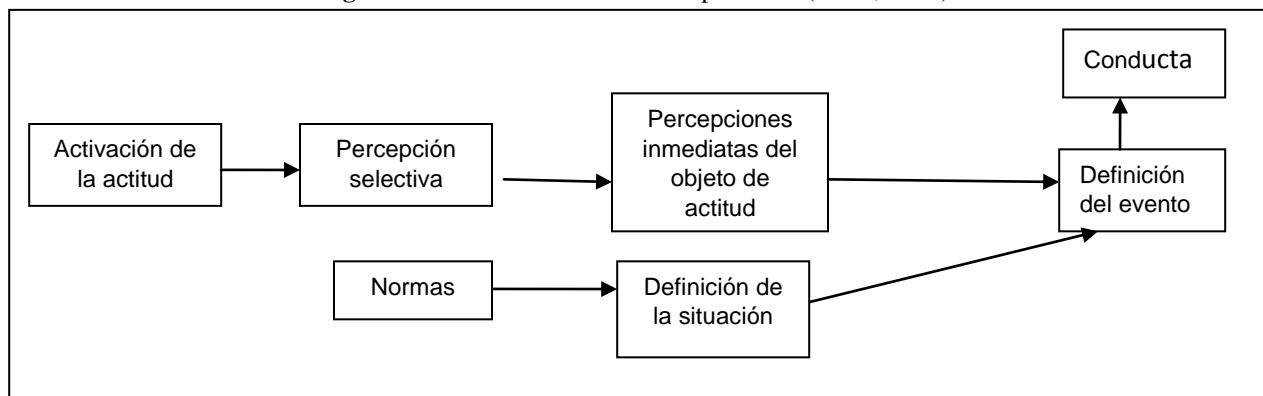 Conducta
Activación de
la actitud
Percepción
selectiva
Percepciones
inmediatas del
objeto de
actitud
Definición
del evento
Normas
Definición de
la situación